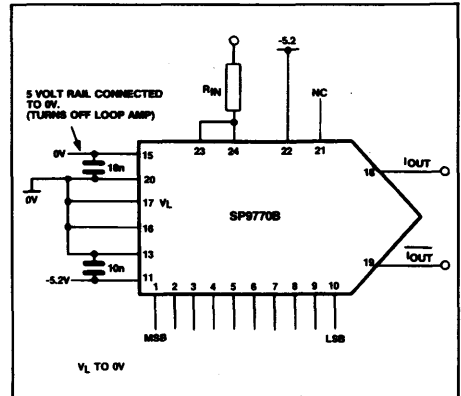 -5.2
RIN
NC
5 VOLT RAIL CONNECTED
TO 0V.
(TURNS OFF LOOP AMP)
0V
10n
0V
15
20
17 VL
16
13
11
10n
-5.2V
23
24
22
21
SP9770B
18
IOUT
19
IOUT
1
2
3
4
5
6
7
8
9
10
MSB
LSB
VL TO 0V